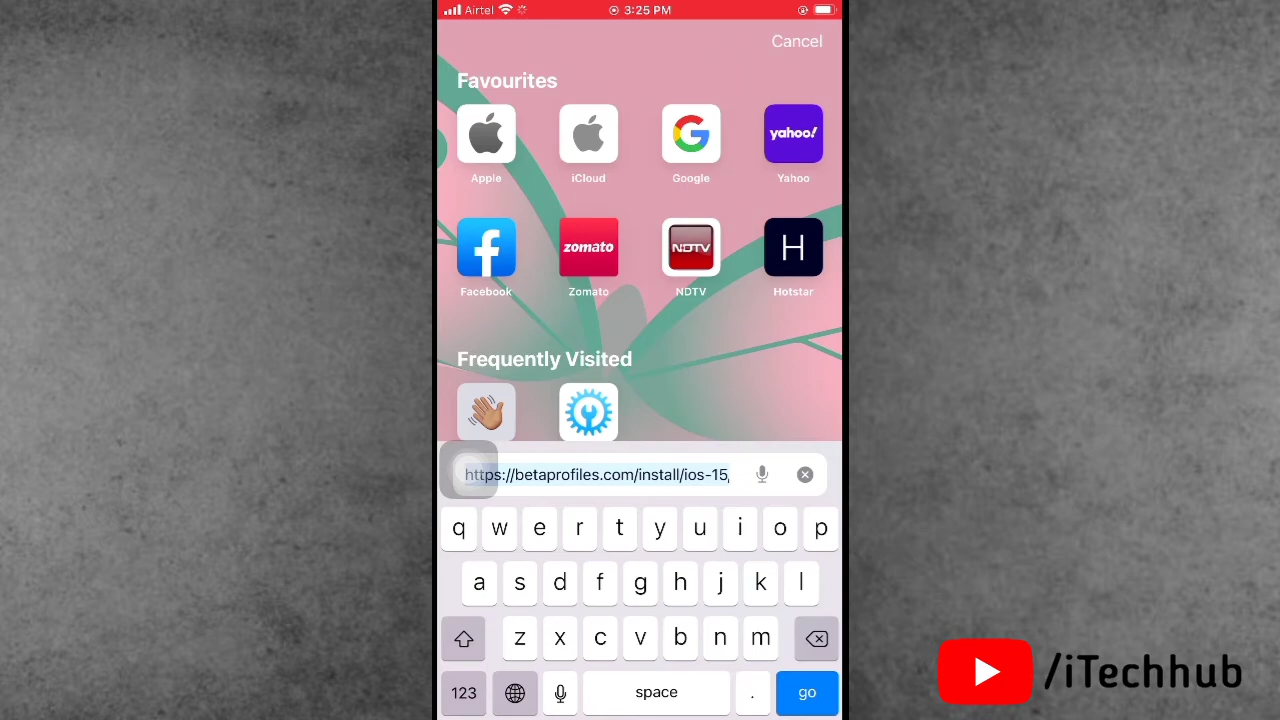 Airtel 3:25 PM
Cancel
Favourites
yahoo!
Apple iCloud Google Yahoo
f zomato NDTV H
Facebook Zomato NDTV Hotstar
Frequently Visited
https://betaprofiles.com/install/ios-15/
q w e r t y u i o p
a s d f g h j k l
z x c v b n m
123 space . go
/iTechhub